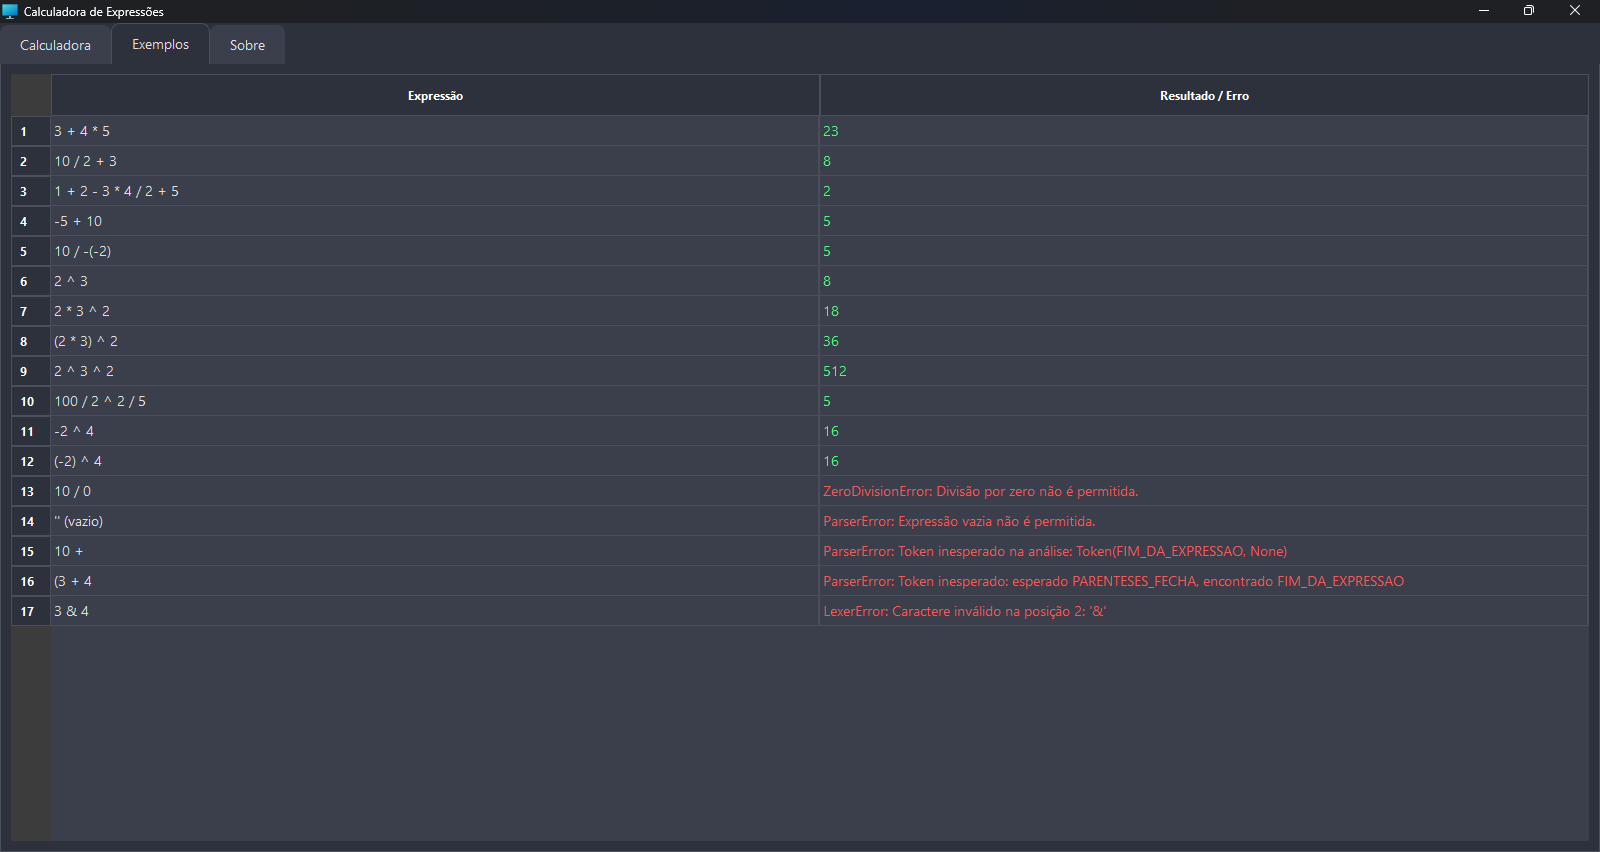 Calculadora de Expressões
Calculadora Exemplos Sobre
Expressão Resultado / Erro
1 3 + 4 * 5 23
2 10 / 2 + 3 8
3 1 + 2 - 3 * 4 / 2 + 5 2
4 -5 + 10 5
5 10 / -(-2) 5
6 2 ^ 3 8
7 2 * 3 ^ 2 18
8 (2 * 3) ^ 2 36
9 2 ^ 3 ^ 2 512
10 100 / 2 ^ 2 / 5 5
11 -2 ^ 4 16
12 (-2) ^ 4 16
13 10 / 0 ZeroDivisionError: Divisão por zero não é permitida.
14 '' (vazio) ParserError: Expressão vazia não é permitida.
15 10 + ParserError: Token inesperado na análise: Token(FIM_DA_EXPRESSAO, None)
16 (3 + 4 ParserError: Token inesperado: esperado PARENTESES_FECHA, encontrado FIM_DA_EXPRESSAO
17 3 & 4 LexerError: Caractere inválido na posição 2: '&'